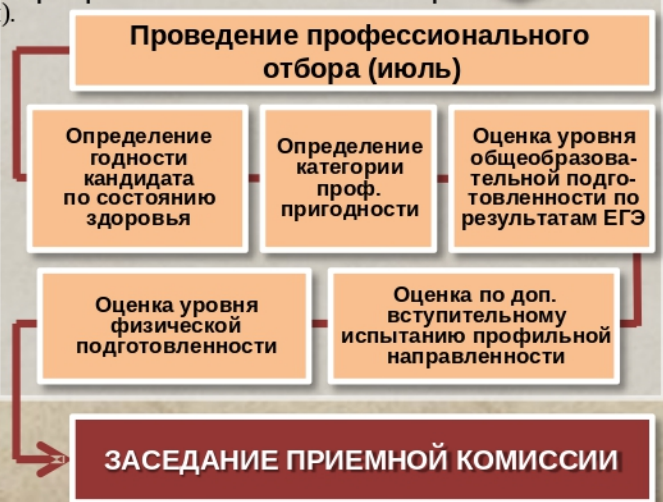 ).
Проведение профессионального
отбора (июль)
Определение
годности
кандидата
по состоянию
здоровья
Определение
категории
проф.
пригодности
Оценка уровня
общеобразова-
тельной подго-
товленности по
результатам ЕГЭ
Оценка уровня
физической
подготовленности
Оценка по доп.
вступительному
испытанию профильной
направленности
ЗАСЕДАНИЕ ПРИЕМНОЙ КОМИССИИ